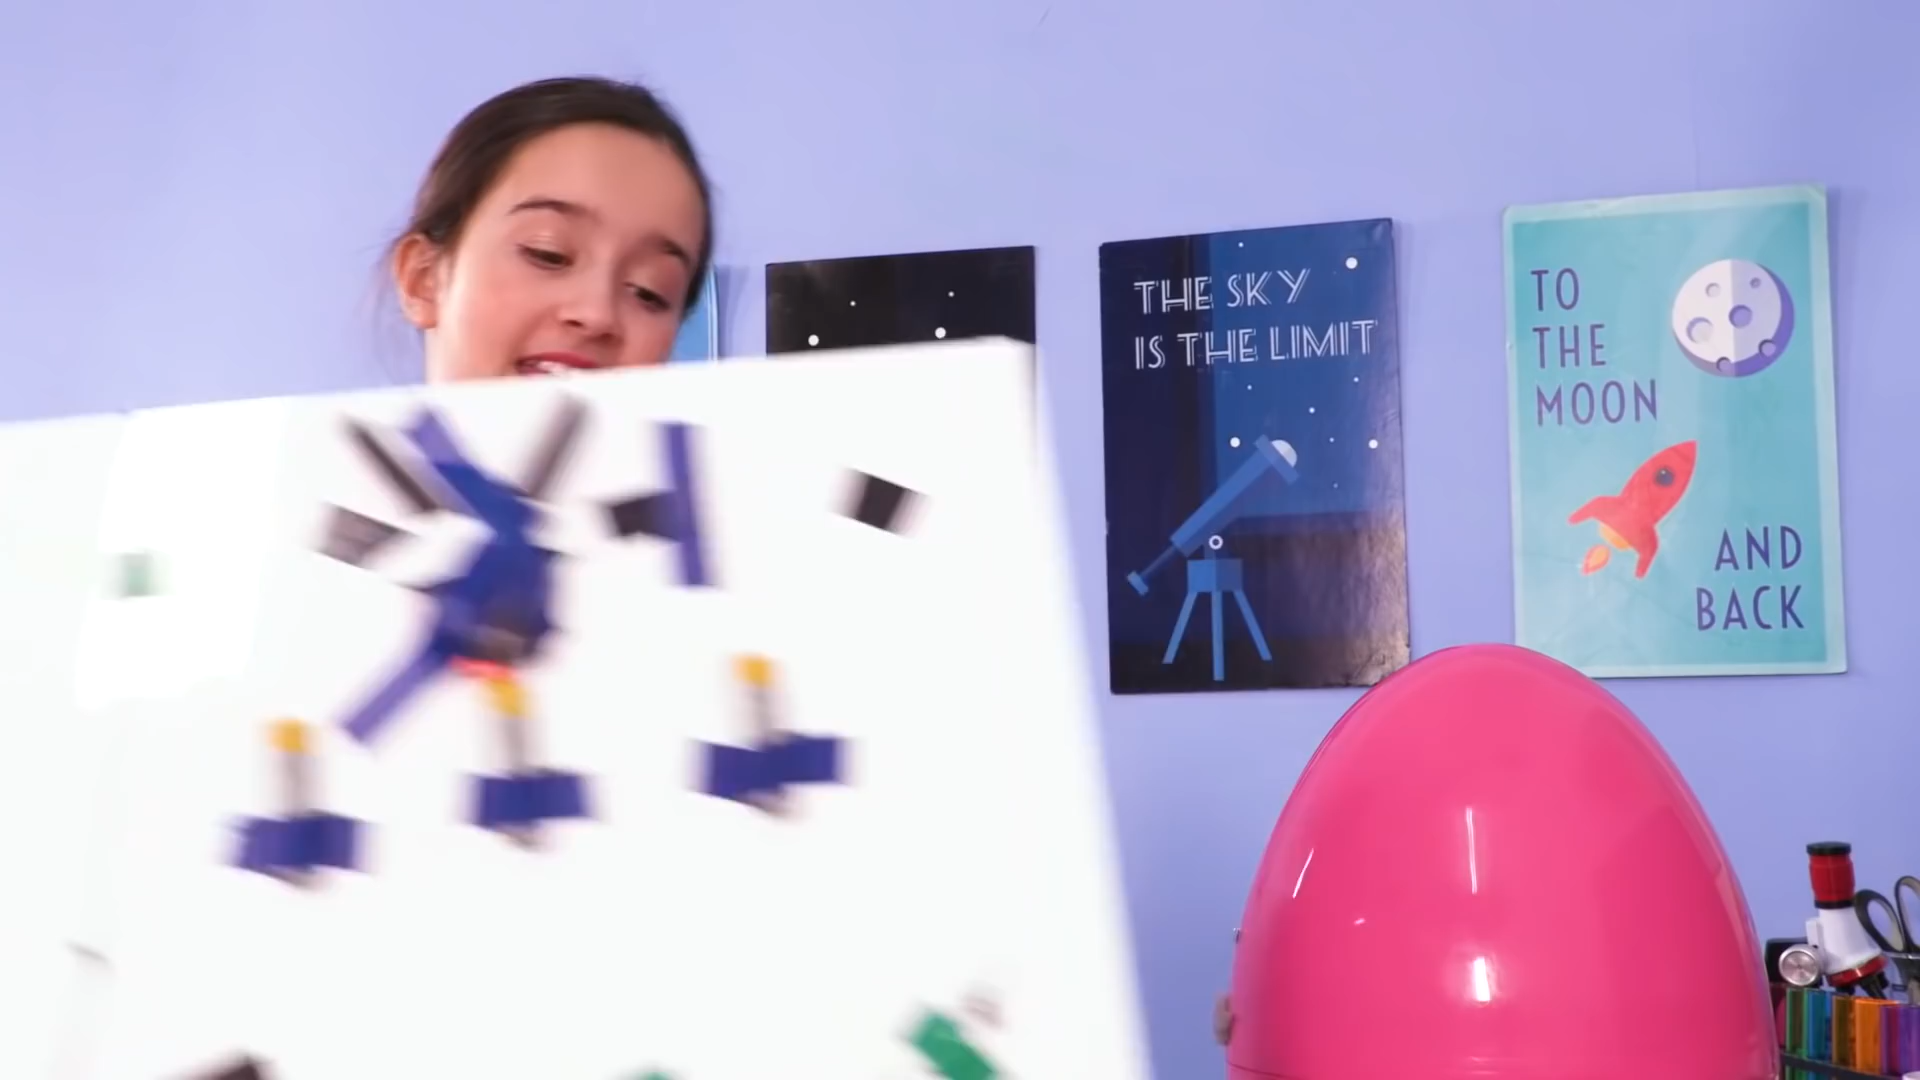 THE SKY
IS THE LIMIT
TO
THE
MOON
AND
BACK